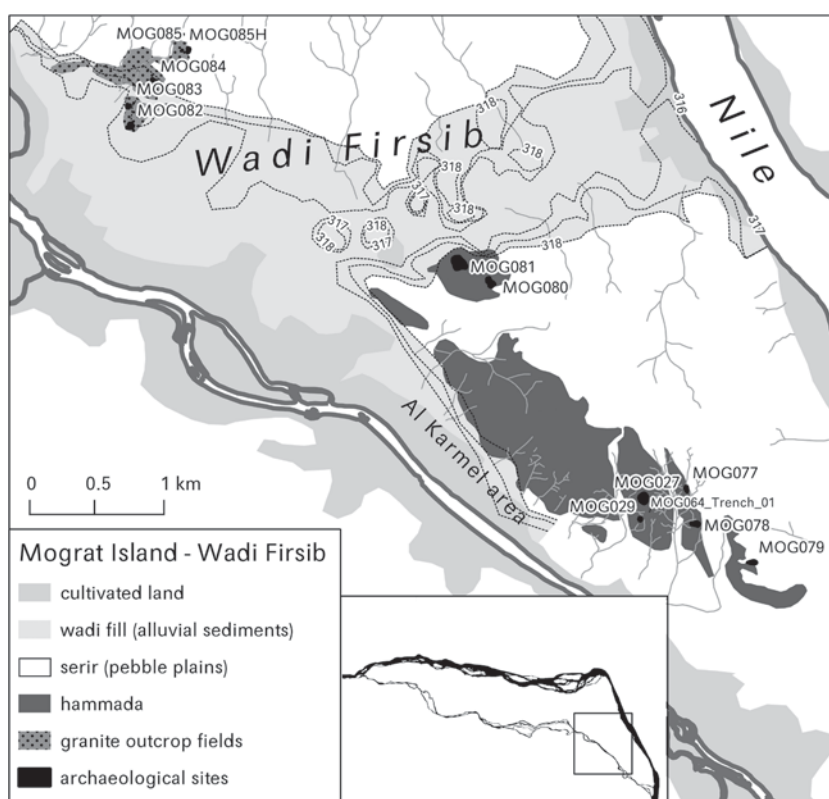 MOG085
MOG085H
MOG084
MOG083
MOG082
Wadi Firsib
Nile
318
316
318
318
317
318
317
318
318
317
318
317
MOG081
MOG080
Al Karmel area
0 0.5 1 km
MOG027
MOG077
MOG064_Trench_01
MOG029
MOG078
MOG079
Mograt Island - Wadi Firsib
cultivated land
wadi fill (alluvial sediments)
serir (pebble plains)
hammada
granite outcrop fields
archaeological sites